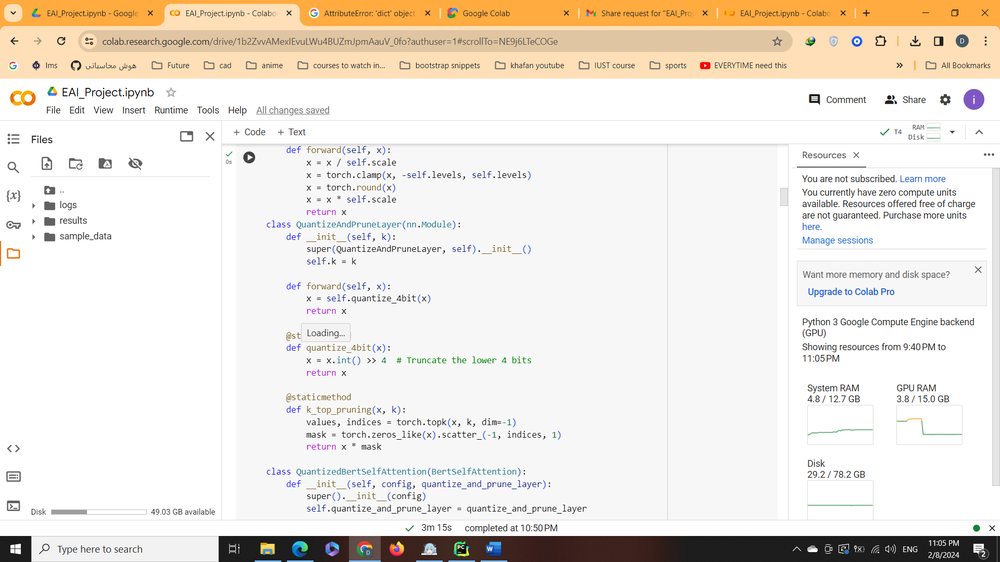 EAI_Project.ipynb - Google
EAI_Project.ipynb - Colabo
AttributeError: 'dict' object
Google Colab
Share request for "EAI_Proj
EAI_Project.ipynb - Colabo
colab.research.google.com/drive/1b2ZvvAMexIEvuLWu4BUZmJpmAauV_0fo?authuser=1#scrollTo=NE9j6LTeCOGe
D
lms
هوش محاسباتی
Future
cad
anime
courses to watch in...
bootstrap snippets
khafan youtube
IUST course
sports
EVERYTIME need this
All Bookmarks
EAI_Project.ipynb
File Edit View Insert Runtime Tools Help All changes saved
Comment
Share
i
Files
+ Code + Text
T4
RAM
Disk
..
logs
results
sample_data
Disk
49.03 GB available
0s
def forward(self, x):
x = x / self.scale
x = torch.clamp(x, -self.levels, self.levels)
x = torch.round(x)
x = x * self.scale
return x
class QuantizeAndPruneLayer(nn.Module):
def __init__(self, k):
super(QuantizeAndPruneLayer, self).__init__()
self.k = k
def forward(self, x):
x = self.quantize_4bit(x)
return x
@st
Loading...
def quantize_4bit(x):
x = x.int() >> 4  # Truncate the lower 4 bits
return x
@staticmethod
def k_top_pruning(x, k):
values, indices = torch.topk(x, k, dim=-1)
mask = torch.zeros_like(x).scatter_(-1, indices, 1)
return x * mask
class QuantizedBertSelfAttention(BertSelfAttention):
def __init__(self, config, quantize_and_prune_layer):
super().__init__(config)
self.quantize_and_prune_layer = quantize_and_prune_layer
Resources
You are not subscribed. Learn more
You currently have zero compute units
available. Resources offered free of charge
are not guaranteed. Purchase more units
here.
Manage sessions
Want more memory and disk space?
Upgrade to Colab Pro
Python 3 Google Compute Engine backend
(GPU)
Showing resources from 9:40 PM to
11:05 PM
System RAM
4.8 / 12.7 GB
GPU RAM
3.8 / 15.0 GB
Disk
29.2 / 78.2 GB
3m 15s completed at 10:50 PM
Type here to search
ENG
11:05 PM
2/8/2024
2